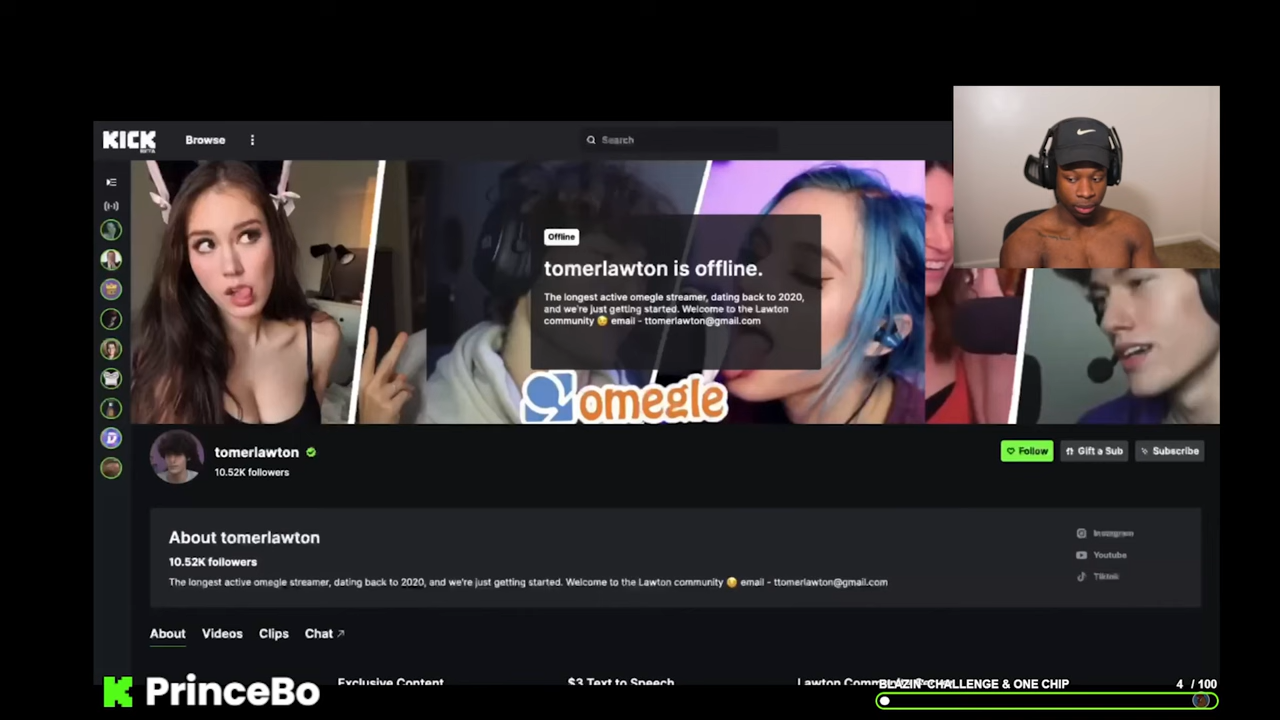 KICK
BETA
Browse
Search
Offline
tomerlawton is offline.
The longest active omegle streamer, dating back to 2020,
and we're just getting started. Welcome to the Lawton
community 😏 email - ttomerlawton@gmail.com
omegle
tomerlawton
10.52K followers
Follow
Gift a Sub
Subscribe
About tomerlawton
10.52K followers
The longest active omegle streamer, dating back to 2020, and we're just getting started. Welcome to the Lawton community 😏 email - ttomerlawton@gmail.com
Instagram
Youtube
Tiktok
About Videos Clips Chat
Exclusive Content $3 Text to Speech Lawton
PrinceBo
BLAZIN' CHALLENGE & ONE CHIP 4 / 100